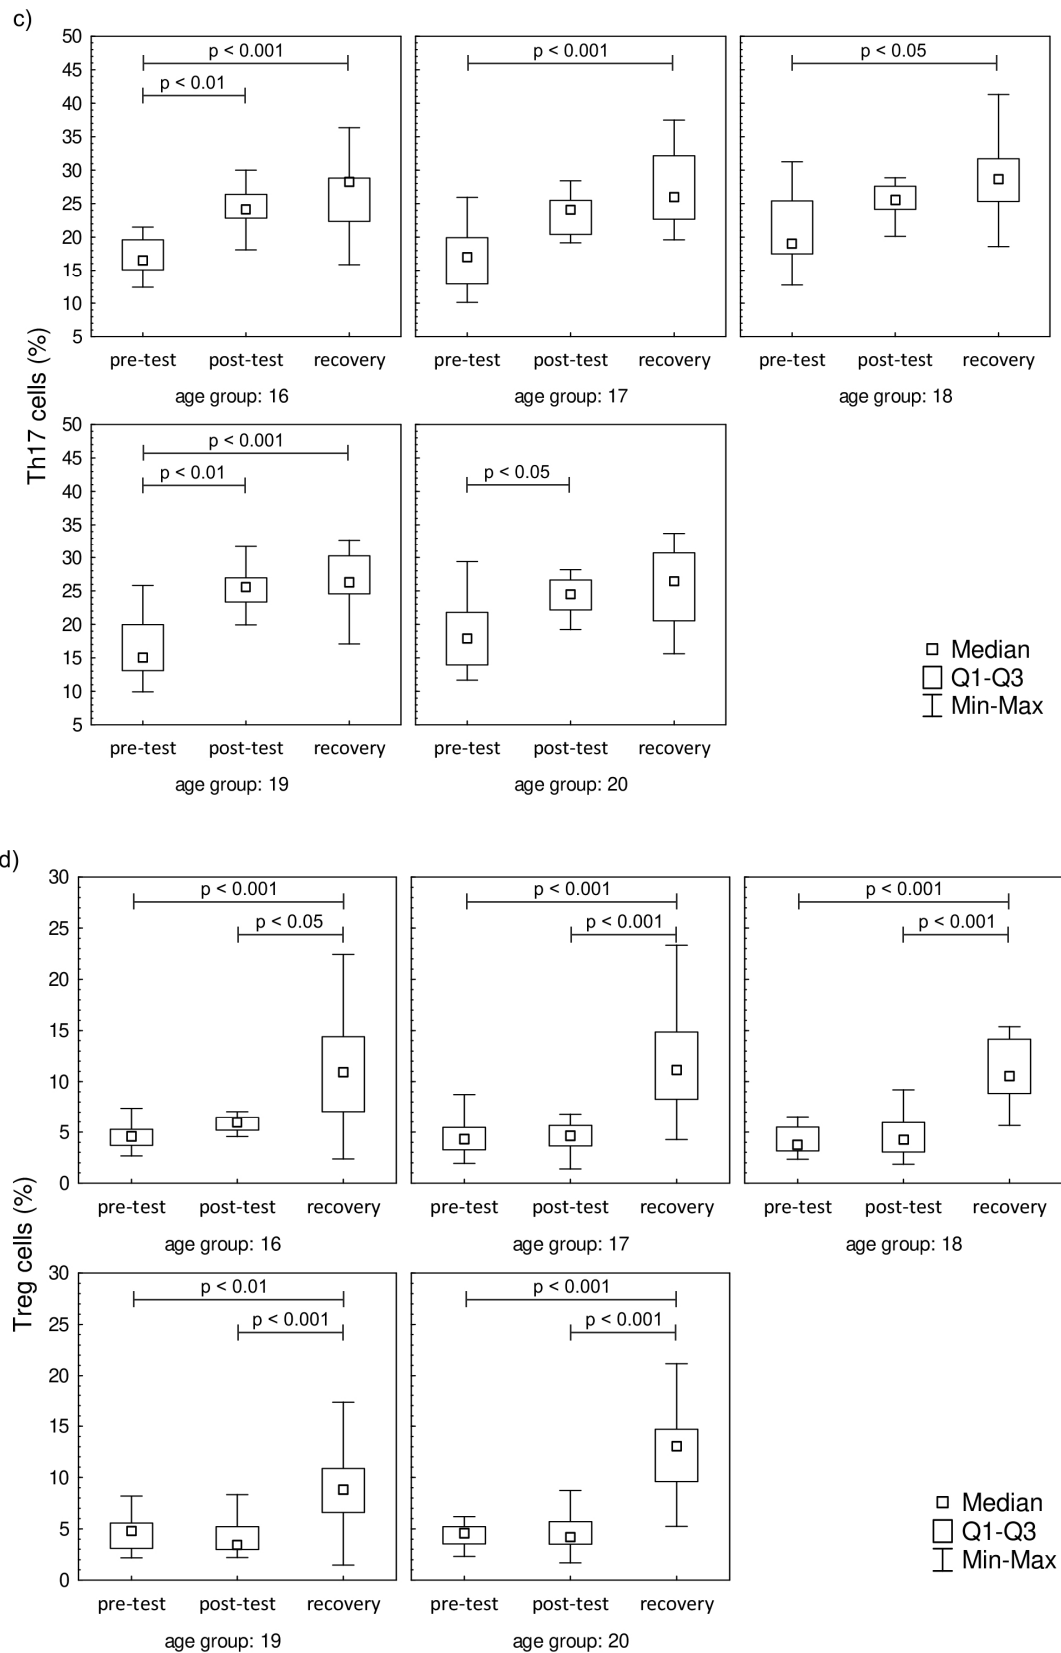 c)
Th17 cells (%)
50
45
40
35
30
25
20
15
10
5
p < 0.001
p < 0.01
pre-test post-test recovery
age group: 16
p < 0.001
pre-test post-test recovery
age group: 17
p < 0.05
pre-test post-test recovery
age group: 18
50
45
40
35
30
25
20
15
10
5
p < 0.001
p < 0.01
pre-test post-test recovery
age group: 19
p < 0.05
pre-test post-test recovery
age group: 20
Median
Q1-Q3
Min-Max
d)
Treg cells (%)
30
25
20
15
10
5
0
p < 0.001
p < 0.05
pre-test post-test recovery
age group: 16
p < 0.001
p < 0.001
pre-test post-test recovery
age group: 17
p < 0.001
p < 0.001
pre-test post-test recovery
age group: 18
30
25
20
15
10
5
0
p < 0.01
p < 0.001
pre-test post-test recovery
age group: 19
p < 0.001
p < 0.001
pre-test post-test recovery
age group: 20
Median
Q1-Q3
Min-Max